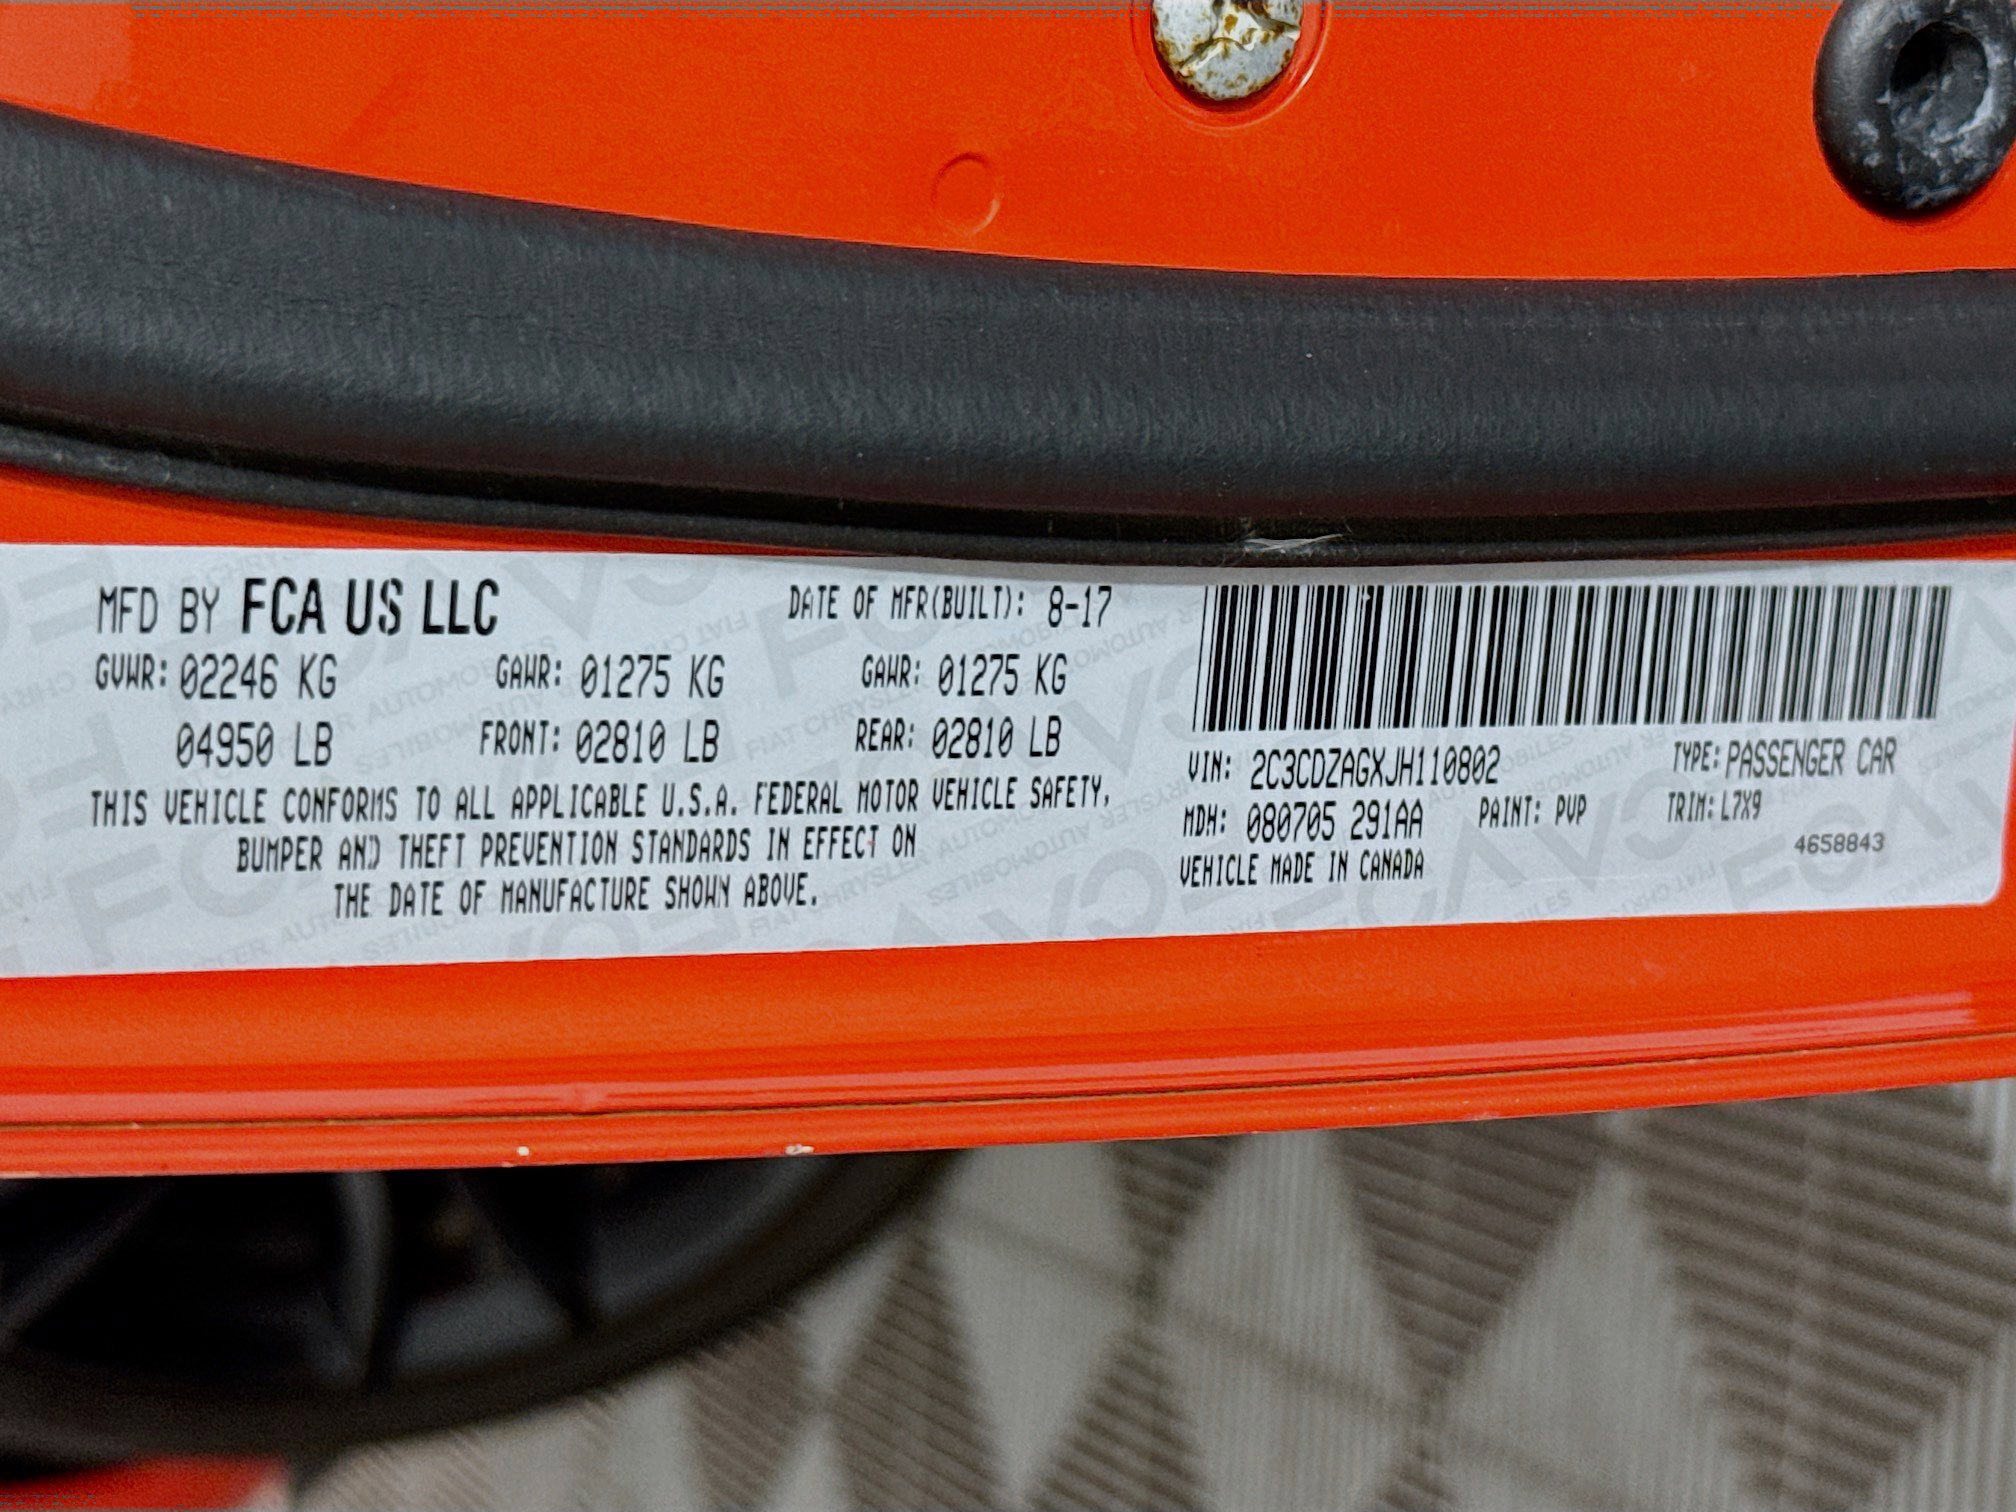 MFD BY FCA US LLC DATE OF MFR(BUILT): 8-17
GVWR: 02246 KG GAWR: 01275 KG GAWR: 01275 KG
04950 LB FRONT: 02810 LB REAR: 02810 LB
THIS VEHICLE CONFORMS TO ALL APPLICABLE U.S.A. FEDERAL MOTOR VEHICLE SAFETY,
BUMPER AND THEFT PREVENTION STANDARDS IN EFFECT ON
THE DATE OF MANUFACTURE SHOWN ABOVE.
VIN: 2C3CDZAGXJH110802 TYPE: PASSENGER CAR
MDH: 080705 291AA PAINT: PVP TRIM: L7X9
VEHICLE MADE IN CANADA 4658843